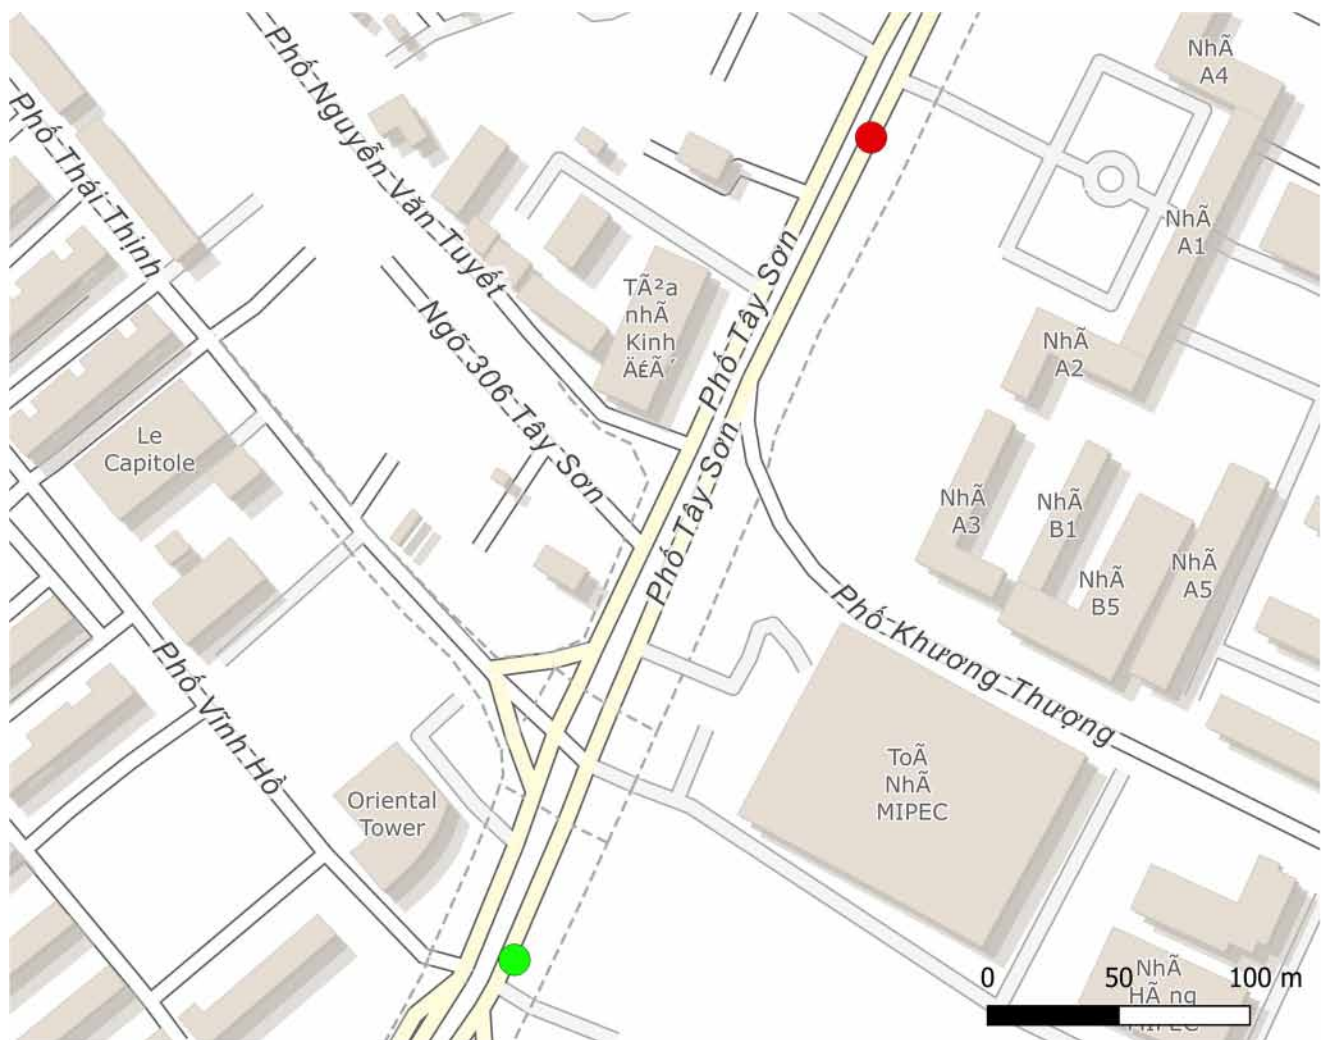 NhÃ
A4
Phố Nguyễn Văn Tuyết
Phố Thái Thịnh
NhÃ
A1
TÃ²a
nhÃ
Kinh
ÄÉÃ´
Phố Tây Sơn
NhÃ
A2
Ngõ 306 Tây Sơn
Le
Capitole
Phố Tây Sơn
NhÃ
A3
NhÃ
B1
NhÃ
B5
NhÃ
A5
Phố Khương Thượng
Phố Vĩnh Hồ
ToÃ
NhÃ
MIPEC
Oriental
Tower
NhÃ
HÃ ng
MIPEC
0 50 100 m